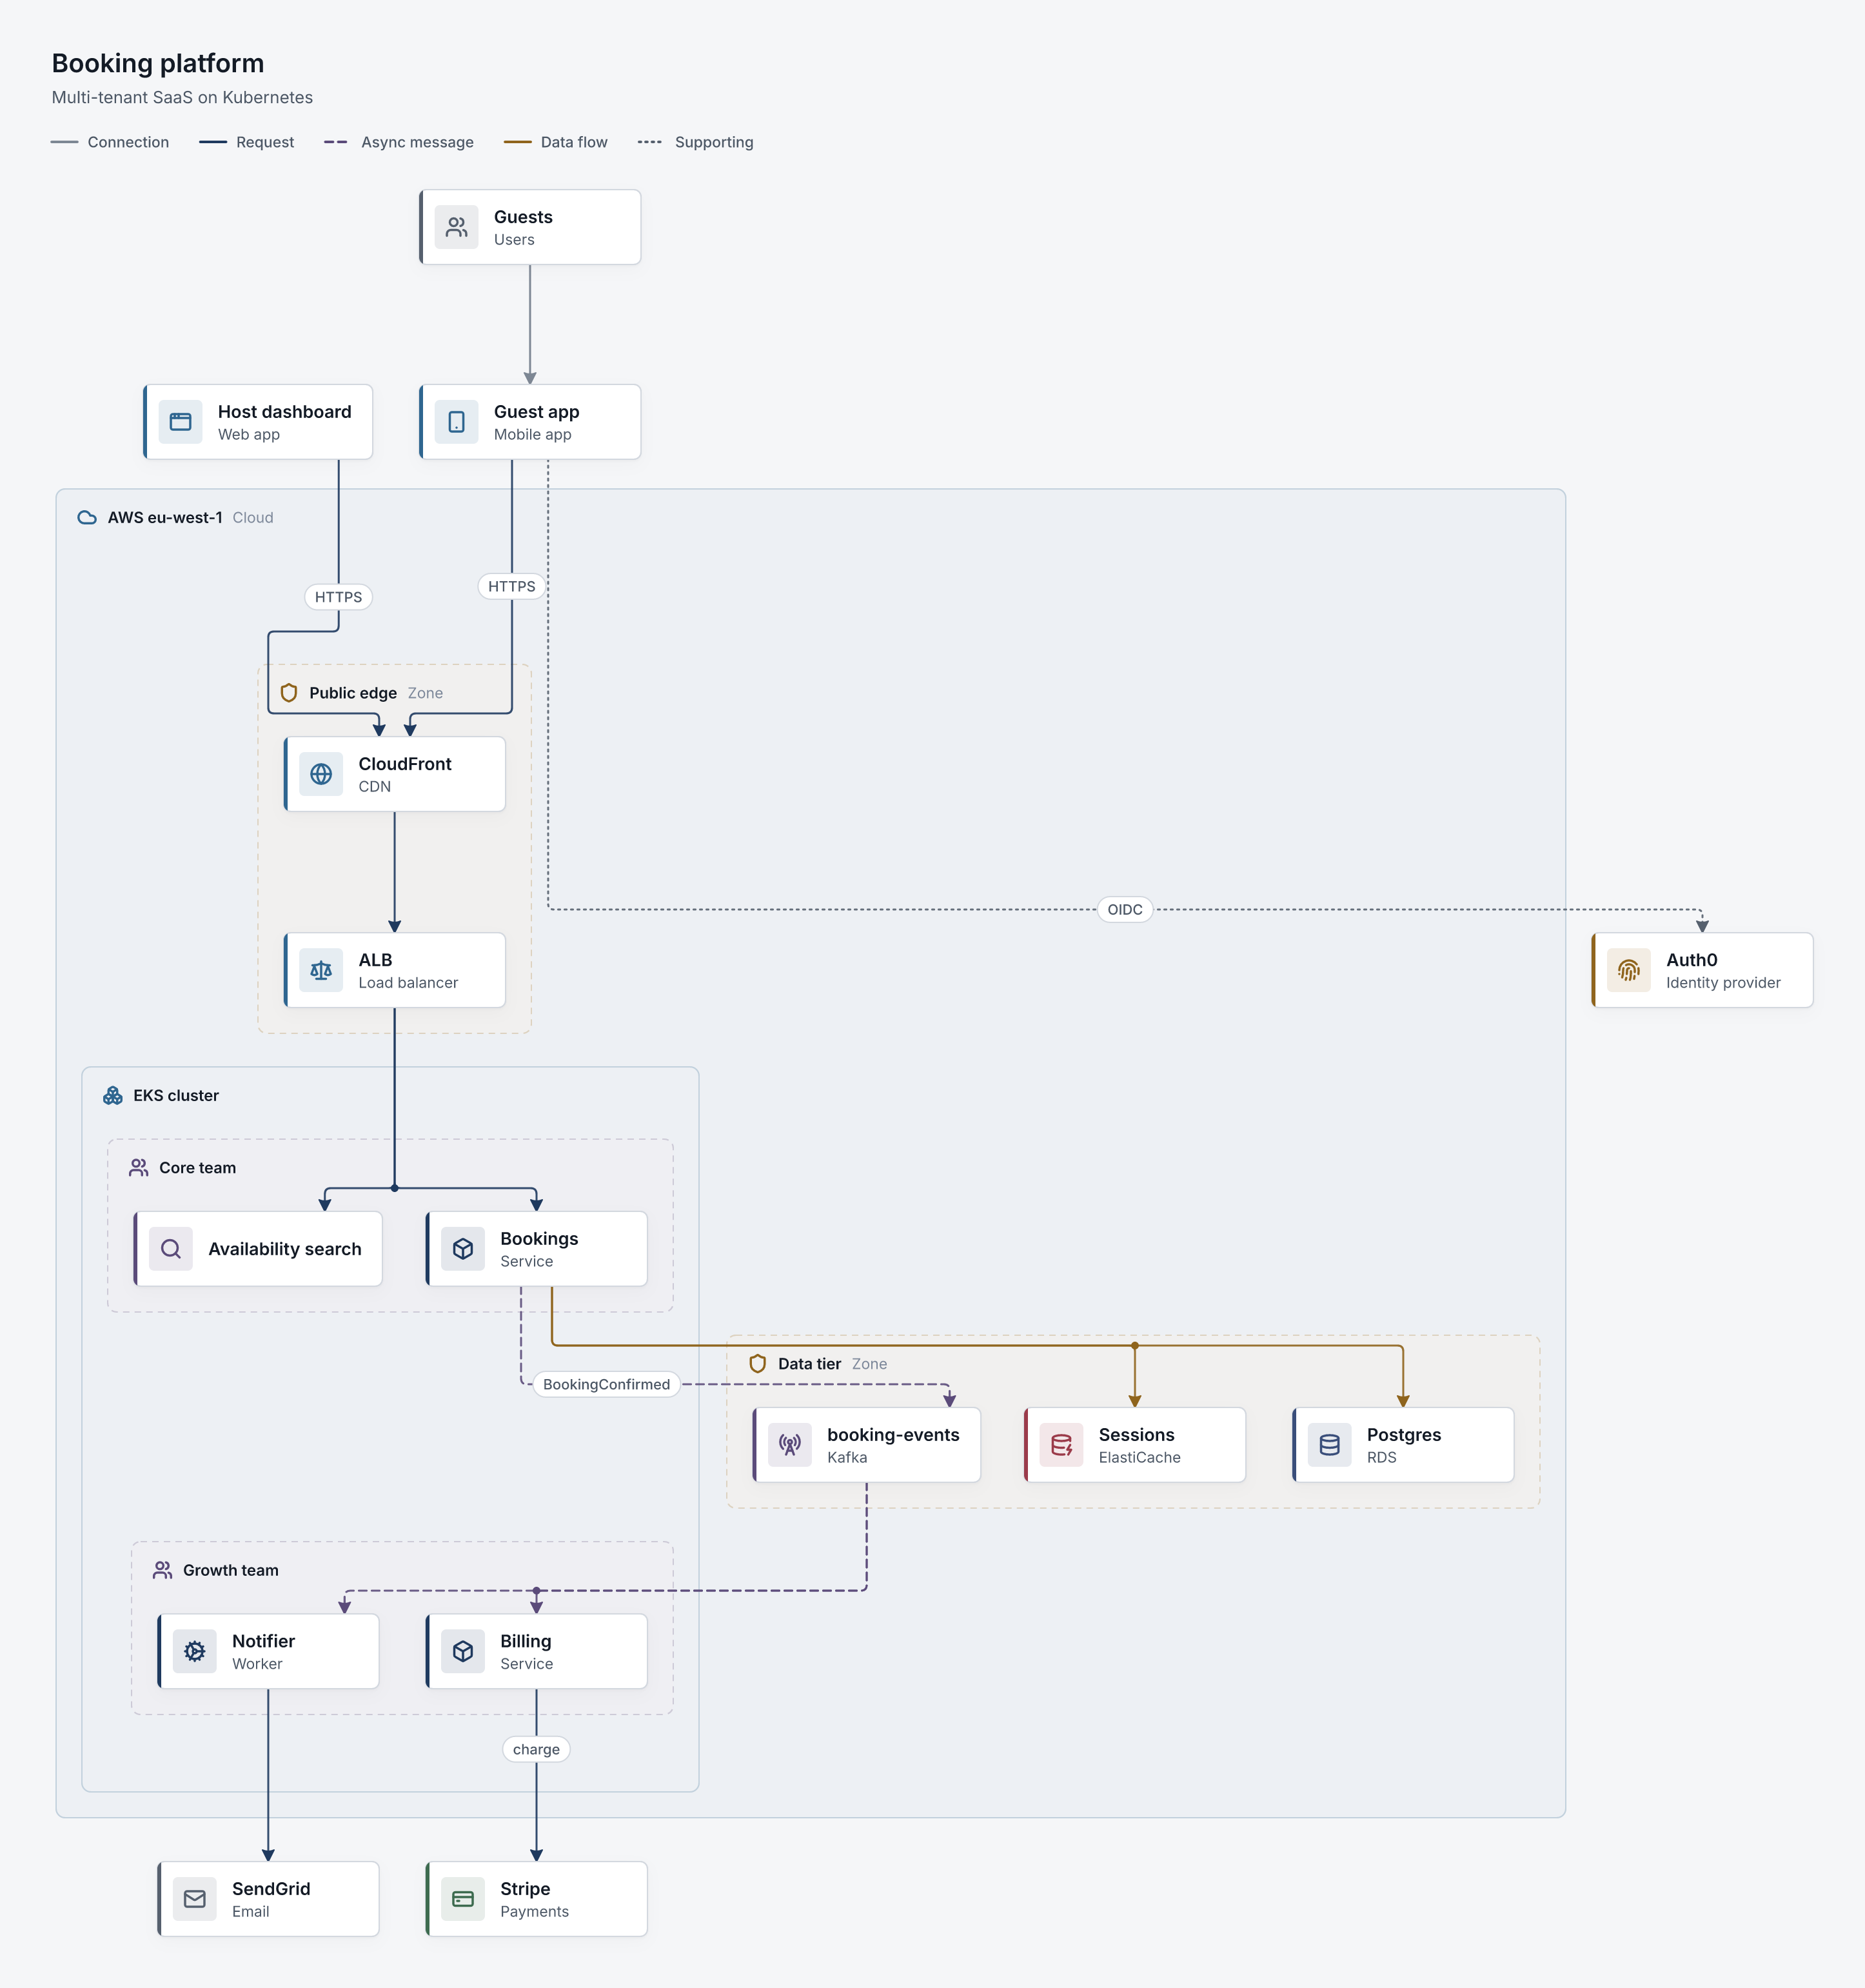 Booking platform
Multi-tenant SaaS on Kubernetes
Connection
Request
Async message
Data flow
Supporting
Guests
Users
Host dashboard
Web app
Guest app
Mobile app
AWS eu-west-1 Cloud
HTTPS
HTTPS
Public edge Zone
CloudFront
CDN
OIDC
ALB
Load balancer
Auth0
Identity provider
EKS cluster
Core team
Availability search
Bookings
Service
Data tier Zone
BookingConfirmed
booking-events
Kafka
Sessions
ElastiCache
Postgres
RDS
Growth team
Notifier
Worker
Billing
Service
charge
SendGrid
Email
Stripe
Payments